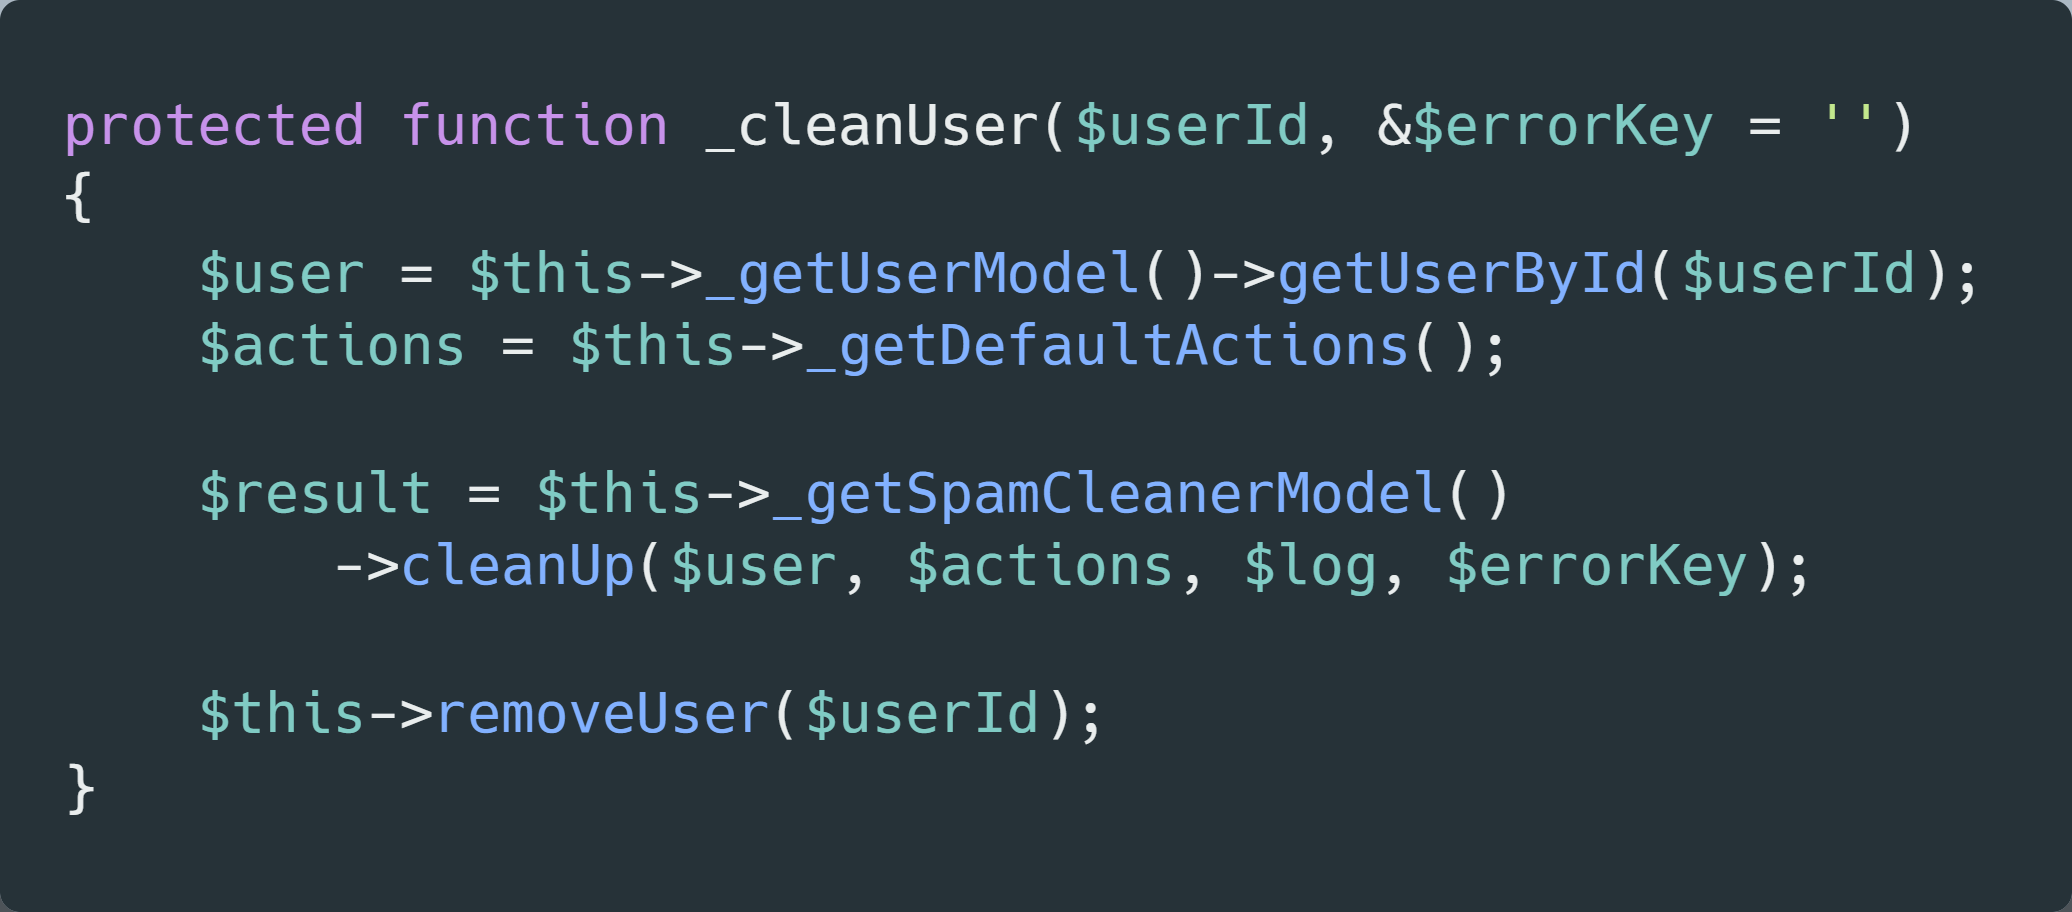 protected function _cleanUser($userId, &$errorKey = '')
{
    $user = $this->_getUserModel()->getUserById($userId);
    $actions = $this->_getDefaultActions();

    $result = $this->_getSpamCleanerModel()
        ->cleanUp($user, $actions, $log, $errorKey);

    $this->removeUser($userId);
}